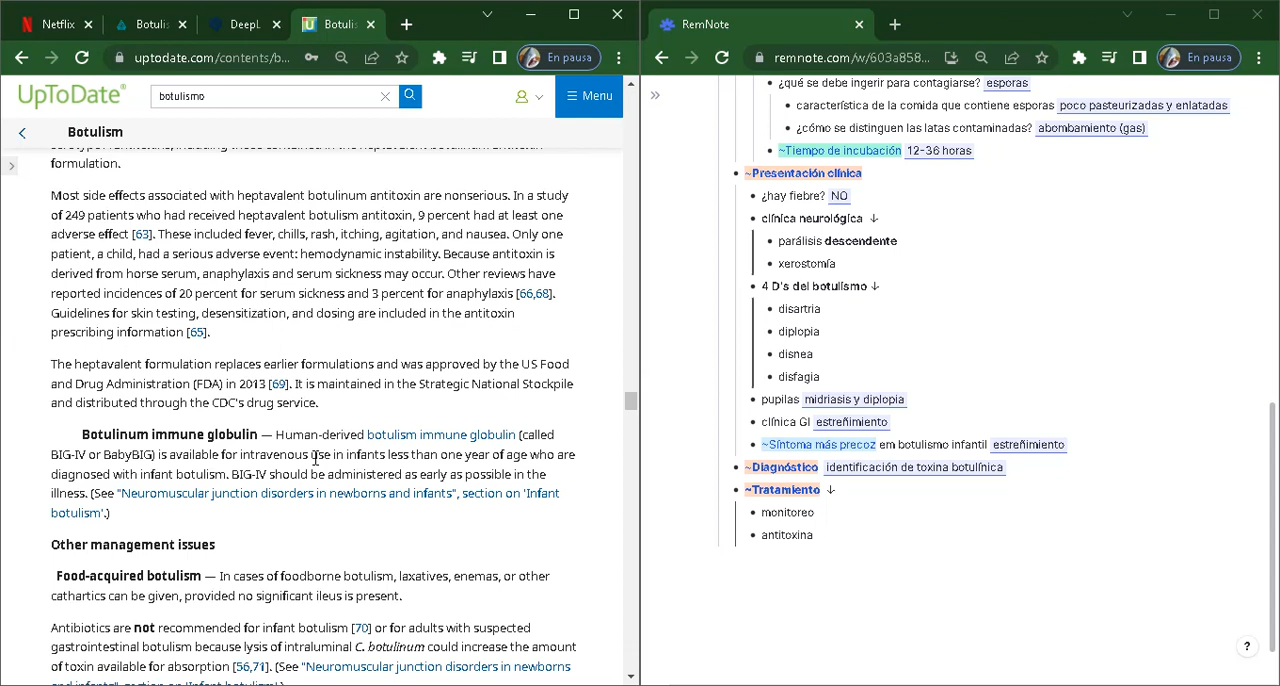 Netflix
Botulis
DeepL
Botulis
uptodate.com/contents/b...
En pausa
UpToDate®
botulismo
Menu
Botulism
formulation.
Most side effects associated with heptavalent botulinum antitoxin are nonserious. In a study
of 249 patients who had received heptavalent botulism antitoxin, 9 percent had at least one
adverse effect [63]. These included fever, chills, rash, itching, agitation, and nausea. Only one
patient, a child, had a serious adverse event: hemodynamic instability. Because antitoxin is
derived from horse serum, anaphylaxis and serum sickness may occur. Other reviews have
reported incidences of 20 percent for serum sickness and 3 percent for anaphylaxis [66,68].
Guidelines for skin testing, desensitization, and dosing are included in the antitoxin
prescribing information [65].
The heptavalent formulation replaces earlier formulations and was approved by the US Food
and Drug Administration (FDA) in 2013 [69]. It is maintained in the Strategic National Stockpile
and distributed through the CDC's drug service.
Botulinum immune globulin — Human-derived botulism immune globulin (called
BIG-IV or BabyBIG) is available for intravenous use in infants less than one year of age who are
diagnosed with infant botulism. BIG-IV should be administered as early as possible in the
illness. (See "Neuromuscular junction disorders in newborns and infants", section on 'Infant
botulism'.)
Other management issues
Food-acquired botulism — In cases of foodborne botulism, laxatives, enemas, or other
cathartics can be given, provided no significant ileus is present.
Antibiotics are not recommended for infant botulism [70] or for adults with suspected
gastrointestinal botulism because lysis of intraluminal C. botulinum could increase the amount
of toxin available for absorption [56,71]. (See "Neuromuscular junction disorders in newborns
RemNote
remnote.com/w/603a858...
En pausa
¿qué se debe ingerir para contagiarse? esporas
característica de la comida que contiene esporas poco pasteurizadas y enlatadas
¿cómo se distinguen las latas contaminadas? abombamiento (gas)
~Tiempo de incubación 12-36 horas
~Presentación clínica
¿hay fiebre? NO
clínica neurológica ↓
parálisis descendente
xerostomía
4 D's del botulismo ↓
disartria
diplopia
disnea
disfagia
pupilas midriasis y diplopia
clínica GI estreñimiento
~Síntoma más precoz em botulismo infantil estreñimiento
~Diagnóstico identificación de toxina botulínica
~Tratamiento ↓
monitoreo
antitoxina
?